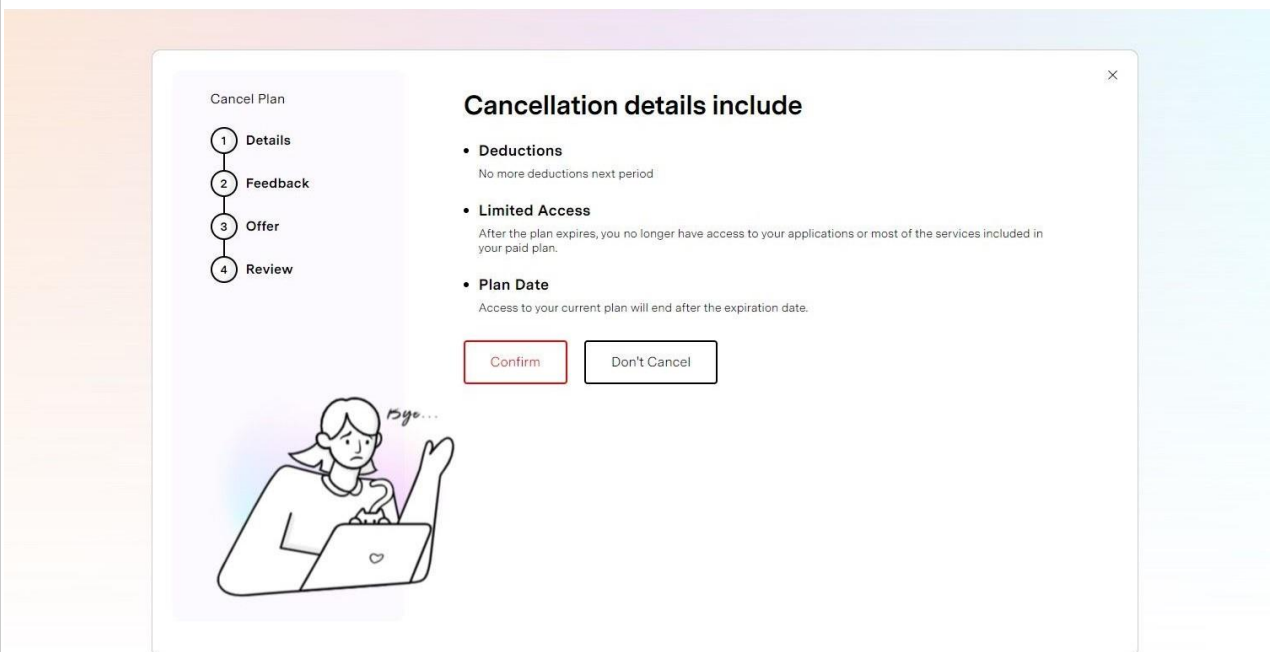 Cancel Plan
1 Details
2 Feedback
3 Offer
4 Review
Cancellation details include
• Deductions
No more deductions next period
• Limited Access
After the plan expires, you no longer have access to your applications or most of the services included in
your paid plan.
• Plan Date
Access to your current plan will end after the expiration date.
Confirm
Don't Cancel
Bye...